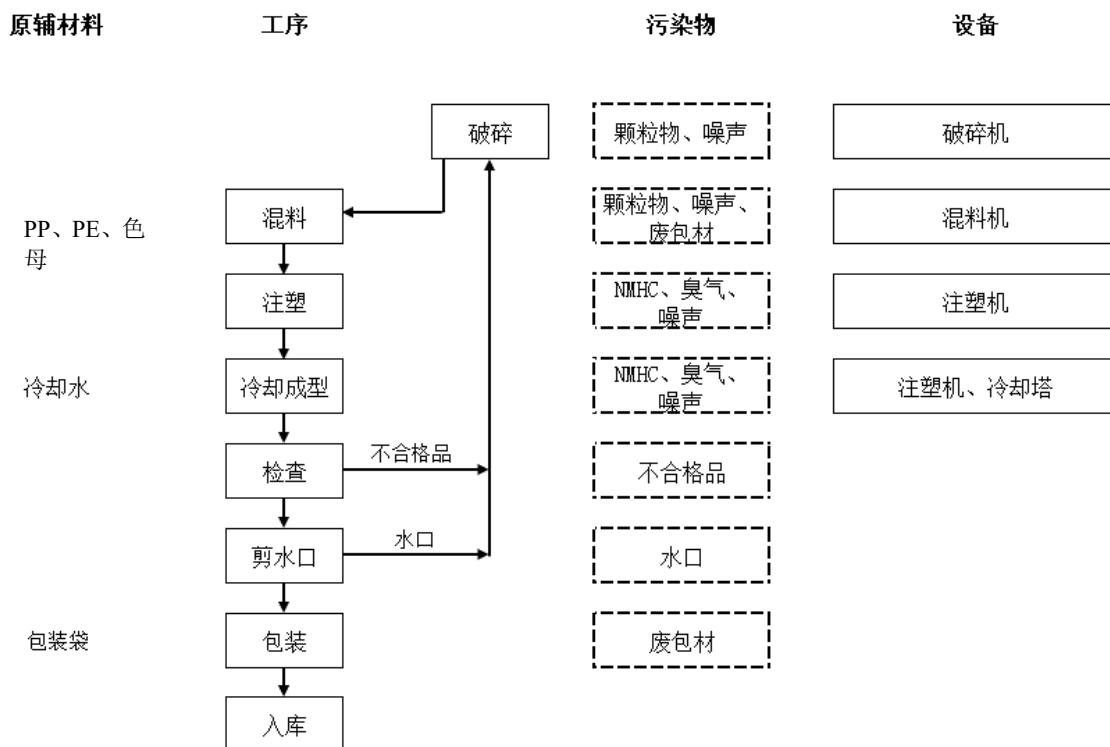 原辅材料 工序 污染物 设备
破碎 颗粒物、噪声 破碎机
PP、PE、色
母
混料 颗粒物、噪声、
废包材
混料机
注塑 NMHC、臭气、
噪声
注塑机
冷却水 冷却成型 NMHC、臭气、
噪声
注塑机、冷却塔
检查 不合格品 不合格品
剪水口 水口 水口
包装袋 包装 废包材
入库